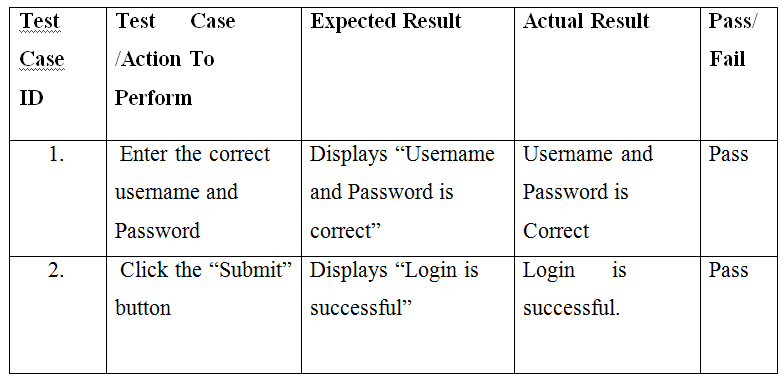 Test Case ID | Test Case /Action To Perform | Expected Result | Actual Result | Pass/ Fail
1. | Enter the correct username and Password | Displays “Username and Password is correct” | Username and Password is Correct | Pass
2. | Click the “Submit” button | Displays “Login is successful” | Login is successful. | Pass